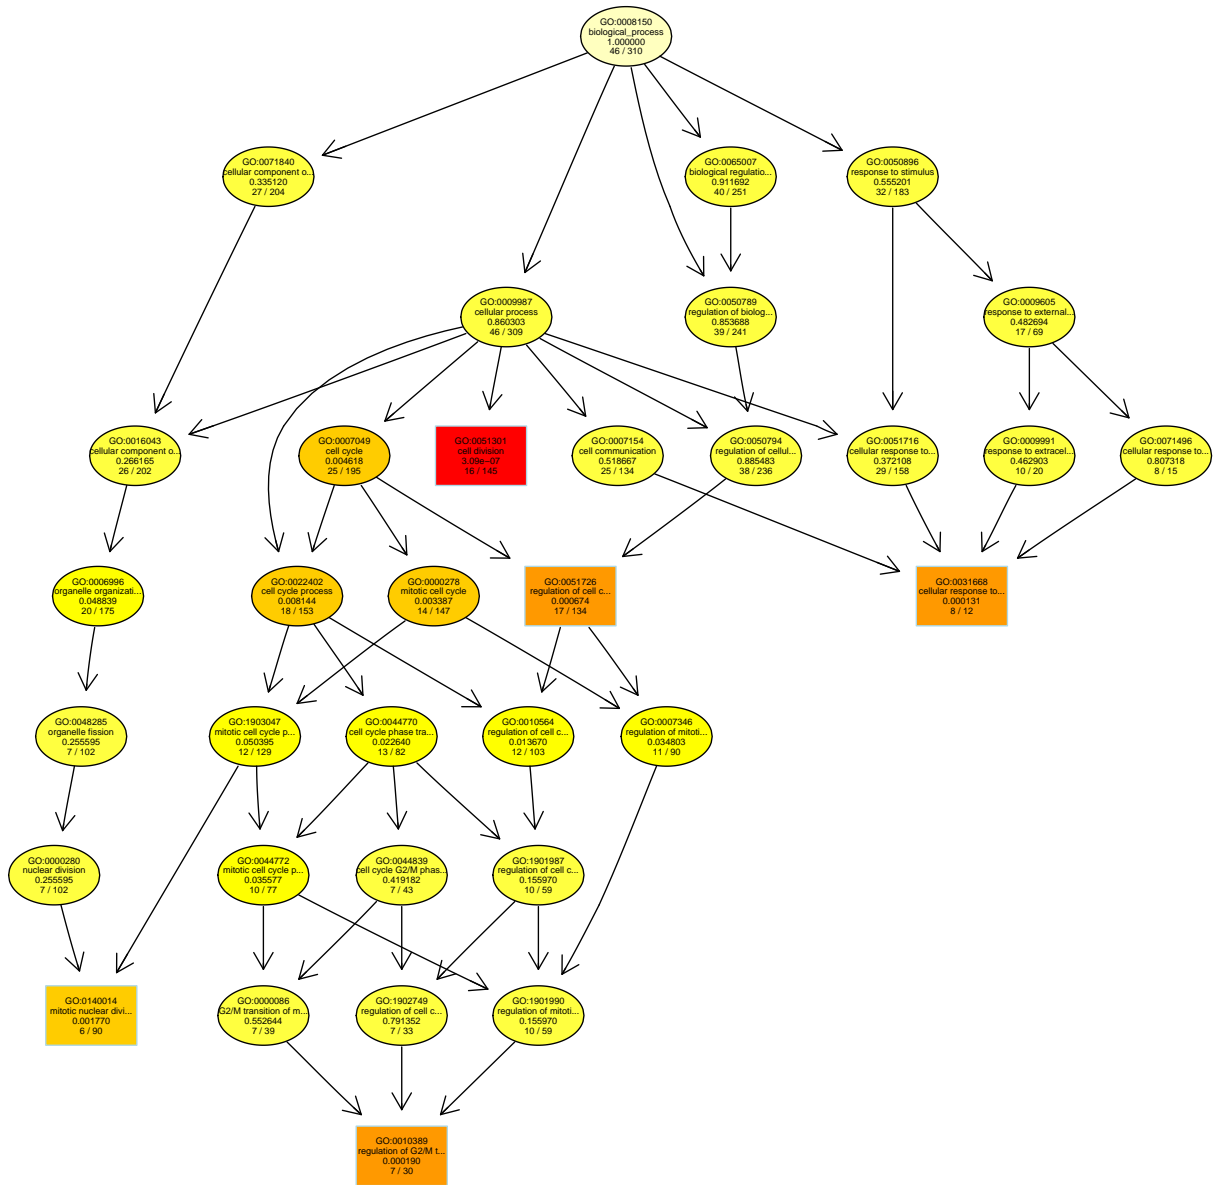 GO:0008150
biological_process
1.000000
46 / 310
GO:0071840
cellular component o...
0.335120
27 / 204
GO:0065007
biological regulatio...
0.911692
40 / 251
GO:0050896
response to stimulus
0.555201
32 / 183
GO:0009987
cellular process
0.860303
46 / 309
GO:0050789
regulation of biolog...
0.853688
39 / 241
GO:0009605
response to external...
0.482694
17 / 69
GO:0016043
cellular component o...
0.266165
26 / 202
GO:0007049
cell cycle
0.004618
25 / 195
GO:0051301
cell division
3.09e-07
16 / 145
GO:0007154
cell communication
0.518667
25 / 134
GO:0050794
regulation of cellul...
0.885483
38 / 236
GO:0051716
cellular response to...
0.372108
29 / 158
GO:0009991
response to extracel...
0.462903
10 / 20
GO:0071496
cellular response to...
0.807318
8 / 15
GO:0006996
organelle organizati...
0.048839
20 / 175
GO:0022402
cell cycle process
0.008144
18 / 153
GO:0000278
mitotic cell cycle
0.003387
14 / 147
GO:0051726
regulation of cell c...
0.000674
17 / 134
GO:0031668
cellular response to...
0.000131
8 / 12
GO:0048285
organelle fission
0.255595
7 / 102
GO:1903047
mitotic cell cycle p...
0.050395
12 / 129
GO:0044770
cell cycle phase tra...
0.022640
13 / 82
GO:0010564
regulation of cell c...
0.013670
12 / 103
GO:0007346
regulation of mitoti...
0.034803
11 / 90
GO:0000280
nuclear division
0.255595
7 / 102
GO:0044772
mitotic cell cycle p...
0.035577
10 / 77
GO:0044839
cell cycle G2/M phas...
0.419182
7 / 43
GO:1901987
regulation of cell c...
0.155970
10 / 59
GO:0140014
mitotic nuclear divi...
0.001770
6 / 90
GO:0000086
G2/M transition of m...
0.552644
7 / 39
GO:1902749
regulation of cell c...
0.791352
7 / 33
GO:1901990
regulation of mitoti...
0.155970
10 / 59
GO:0010389
regulation of G2/M t...
0.000190
7 / 30